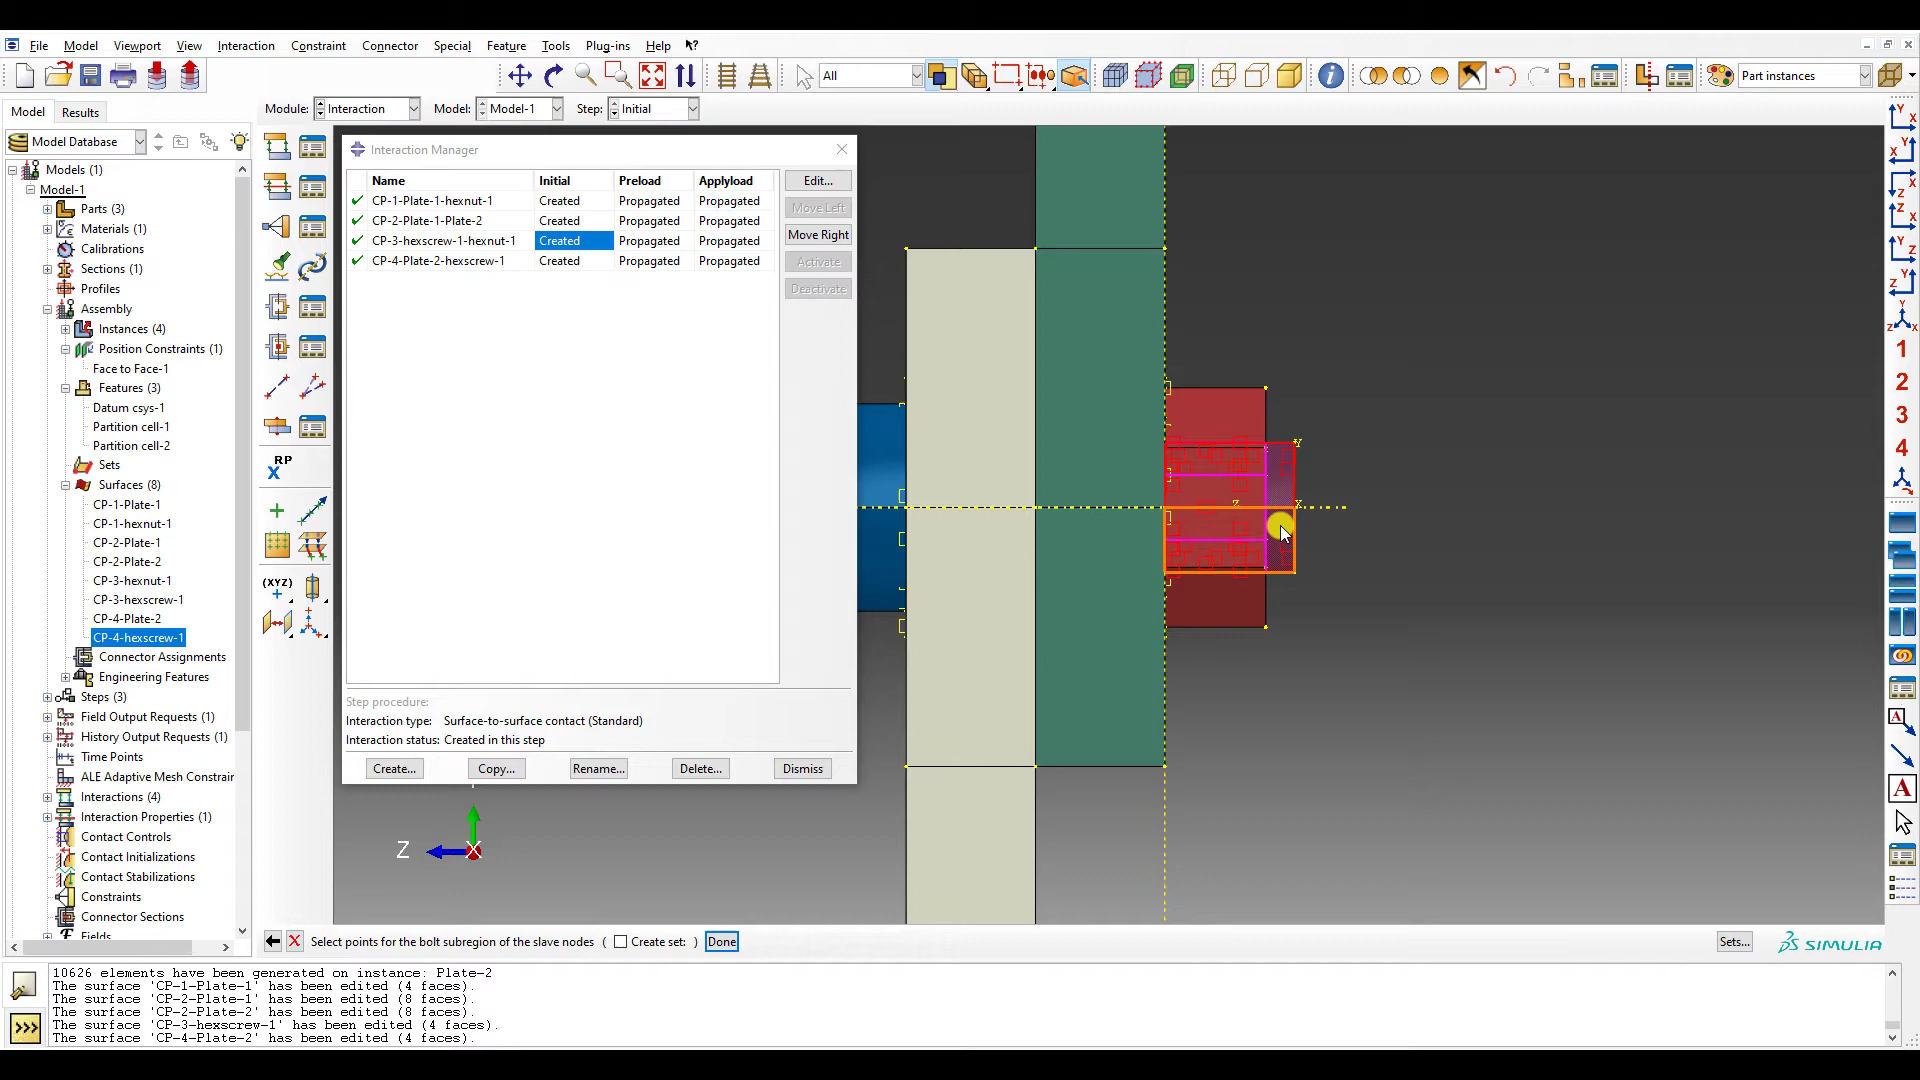 File Model Viewport View Interaction Constraint Connector Special Feature Tools Plug-ins Help
All
Part instances
Model Results
Module: Interaction Model: Model-1 Step: Initial
Model Database
Models (1)
Model-1
Parts (3)
Materials (1)
Calibrations
Sections (1)
Profiles
Assembly
Instances (4)
Position Constraints (1)
Face to Face-1
Features (3)
Datum csys-1
Partition cell-1
Partition cell-2
Sets
Surfaces (8)
CP-1-Plate-1
CP-1-hexnut-1
CP-2-Plate-1
CP-2-Plate-2
CP-3-hexnut-1
CP-3-hexscrew-1
CP-4-Plate-2
CP-4-hexscrew-1
Connector Assignments
Engineering Features
Steps (3)
Field Output Requests (1)
History Output Requests (1)
Time Points
ALE Adaptive Mesh Constrair
Interactions (4)
Interaction Properties (1)
Contact Controls
Contact Initializations
Contact Stabilizations
Constraints
Connector Sections
Fields
RP
(XYZ)
Interaction Manager
Name Initial Preload Applyload
CP-1-Plate-1-hexnut-1 Created Propagated Propagated
CP-2-Plate-1-Plate-2 Created Propagated Propagated
CP-3-hexscrew-1-hexnut-1 Created Propagated Propagated
CP-4-Plate-2-hexscrew-1 Created Propagated Propagated
Edit...
Move Left
Move Right
Activate
Deactivate
Step procedure:
Interaction type: Surface-to-surface contact (Standard)
Interaction status: Created in this step
Create... Copy... Rename... Delete... Dismiss
Y
Z X
Z X
1
2
3
4
A
A
Select points for the bolt subregion of the slave nodes ( Create set: ) Done
Sets...
SIMULIA
10626 elements have been generated on instance: Plate-2
The surface 'CP-1-Plate-1' has been edited (4 faces).
The surface 'CP-2-Plate-1' has been edited (8 faces).
The surface 'CP-2-Plate-2' has been edited (8 faces).
The surface 'CP-3-hexscrew-1' has been edited (4 faces).
The surface 'CP-4-Plate-2' has been edited (4 faces).
>>>